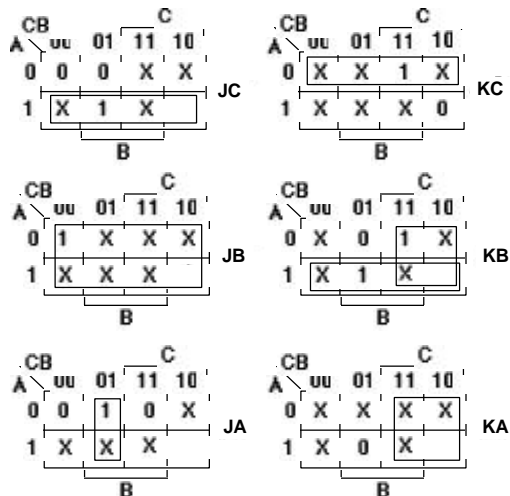 C
CB
A 00 01 11 10
0 0 0 X X
JC
1 X 1 X
B
C
CB
A 00 01 11 10
0 X X 1 X
KC
1 X X X 0
B
C
CB
A 00 01 11 10
0 1 X X X
JB
1 X X X
B
C
CB
A 00 01 11 10
0 X 0 1 X
KB
1 X 1 X
B
C
CB
A 00 01 11 10
0 0 1 0 X
JA
1 X X X
B
C
CB
A 00 01 11 10
0 X X X X
KA
1 X 0 X
B